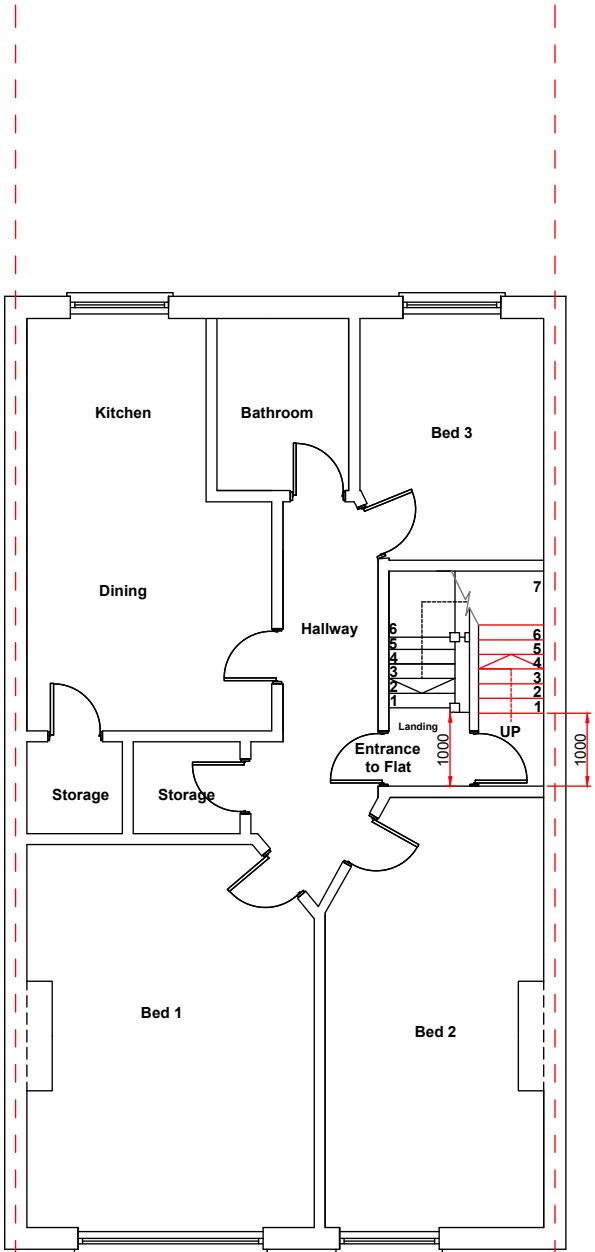 Kitchen
Bathroom
Bed 3
Dining
Hallway
7
6
5
4
3
2
1
6
5
4
3
2
1
Landing
UP
Entrance
to Flat
1000
1000
Storage
Storage
Bed 1
Bed 2